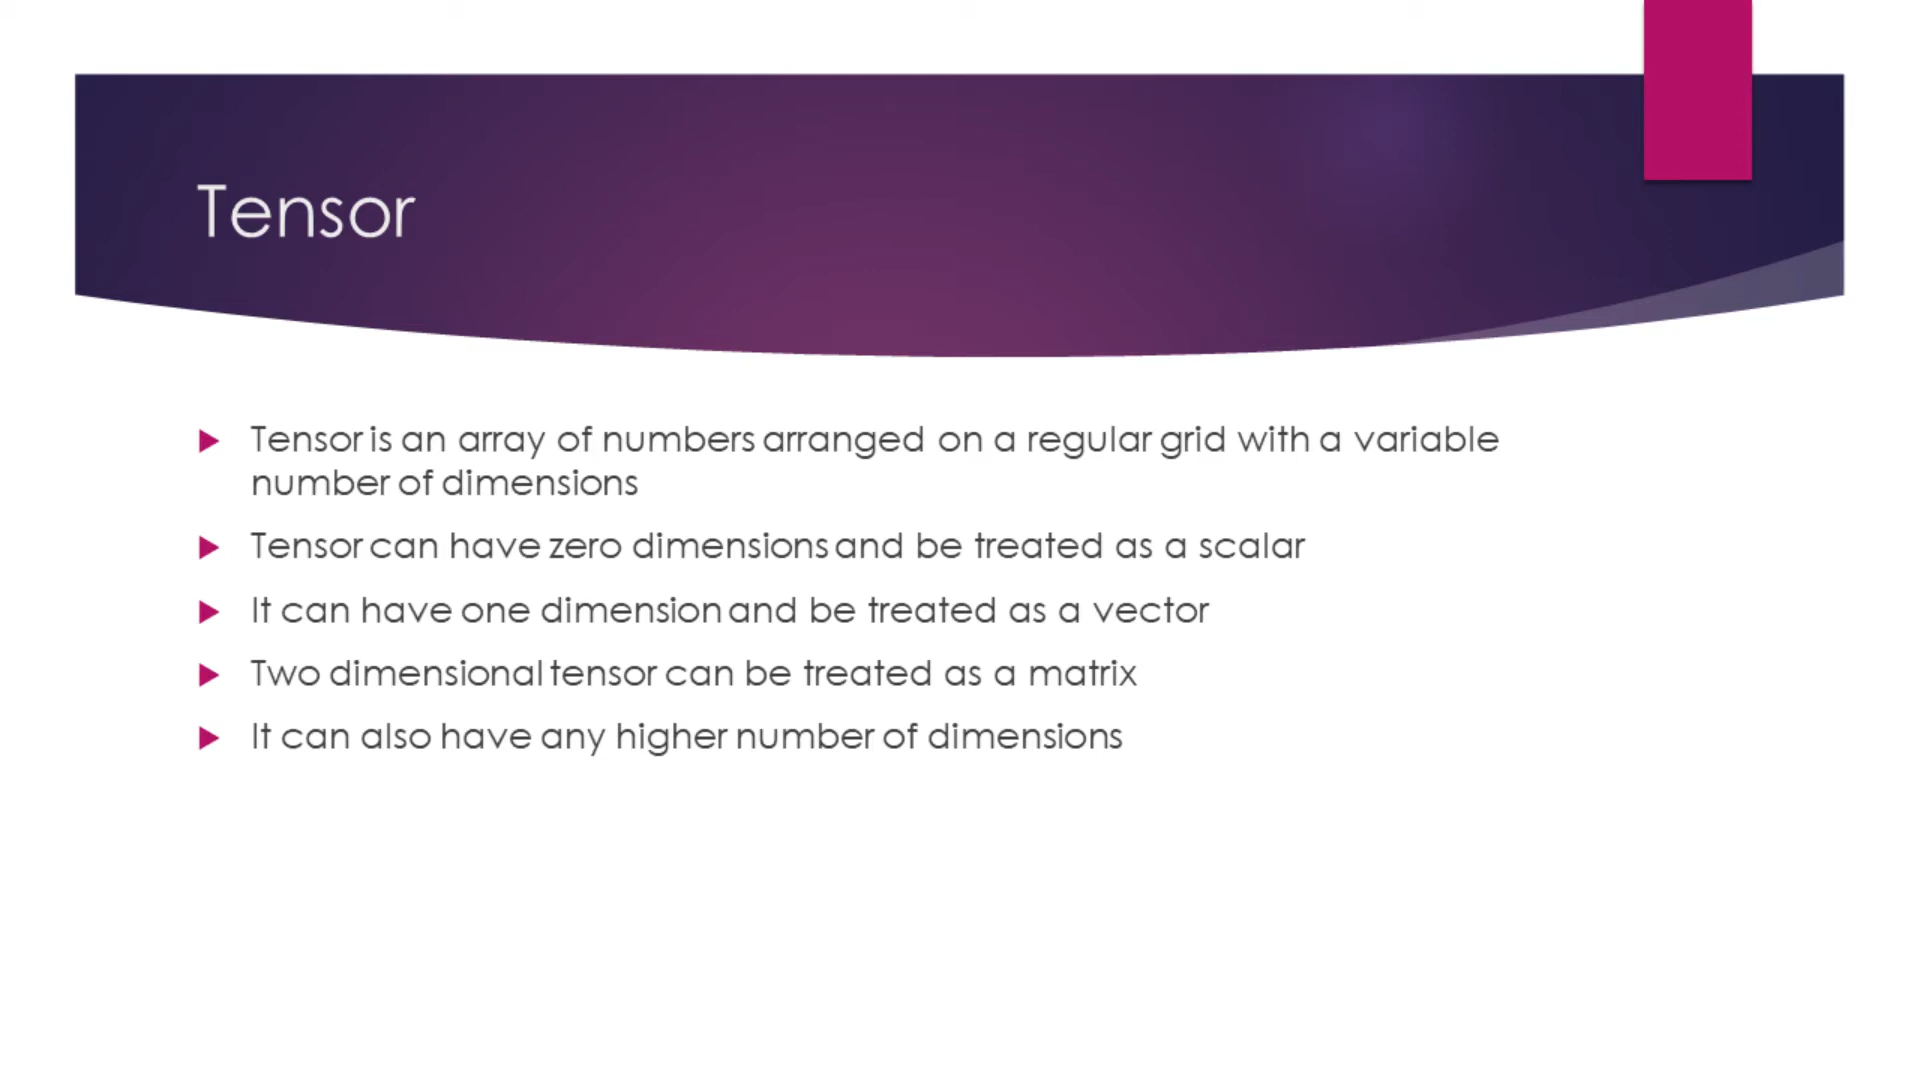 Tensor
Tensor is an array of numbers arranged on a regular grid with a variable
number of dimensions
Tensor can have zero dimensions and be treated as a scalar
It can have one dimension and be treated as a vector
Two dimensional tensor can be treated as a matrix
It can also have any higher number of dimensions